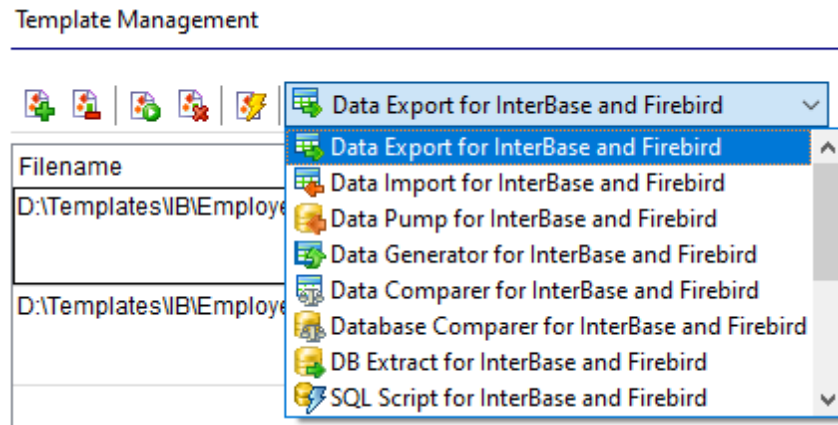 Template Management
Data Export for InterBase and Firebird
Filename
Data Export for InterBase and Firebird
Data Import for InterBase and Firebird
D:\Templates\IB\Employe
Data Pump for InterBase and Firebird
Data Generator for InterBase and Firebird
Data Comparer for InterBase and Firebird
D:\Templates\IB\Employe
Database Comparer for InterBase and Firebird
DB Extract for InterBase and Firebird
SQL Script for InterBase and Firebird